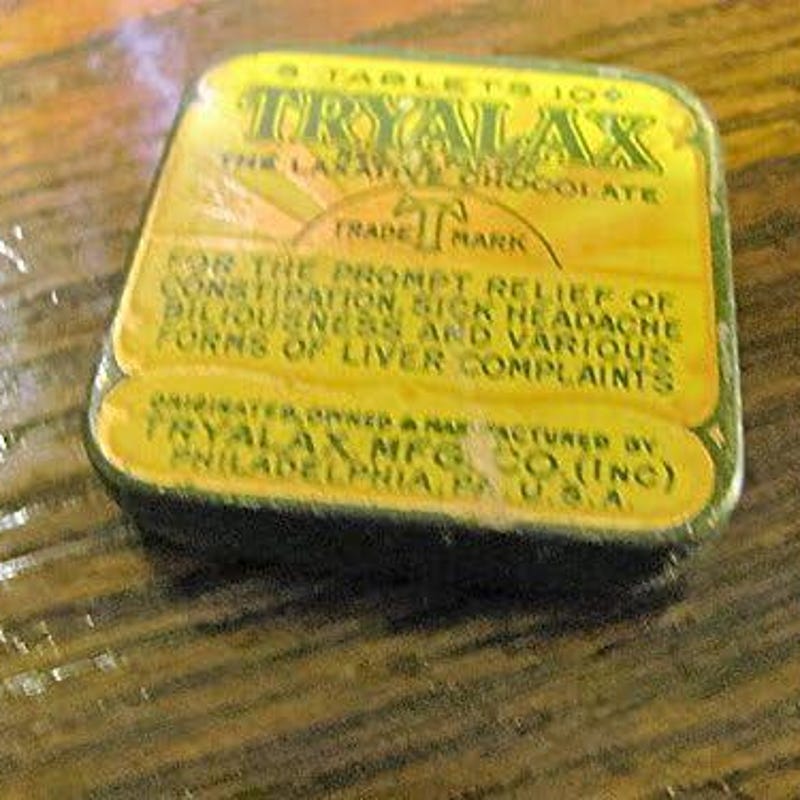 TABLETS 10¢
TRYALAX
THE LAXATIVE CHOCOLATE
TRADE T MARK
FOR THE PROMPT RELIEF OF
CONSTIPATION SICK HEADACHE
BILIOUSNESS AND VARIOUS
FORMS OF LIVER COMPLAINTS
ORIGINATED, OWNED & MANUFACTURED BY
TRYALAX MFG. CO. (INC)
PHILADELPHIA, PA., U.S.A.